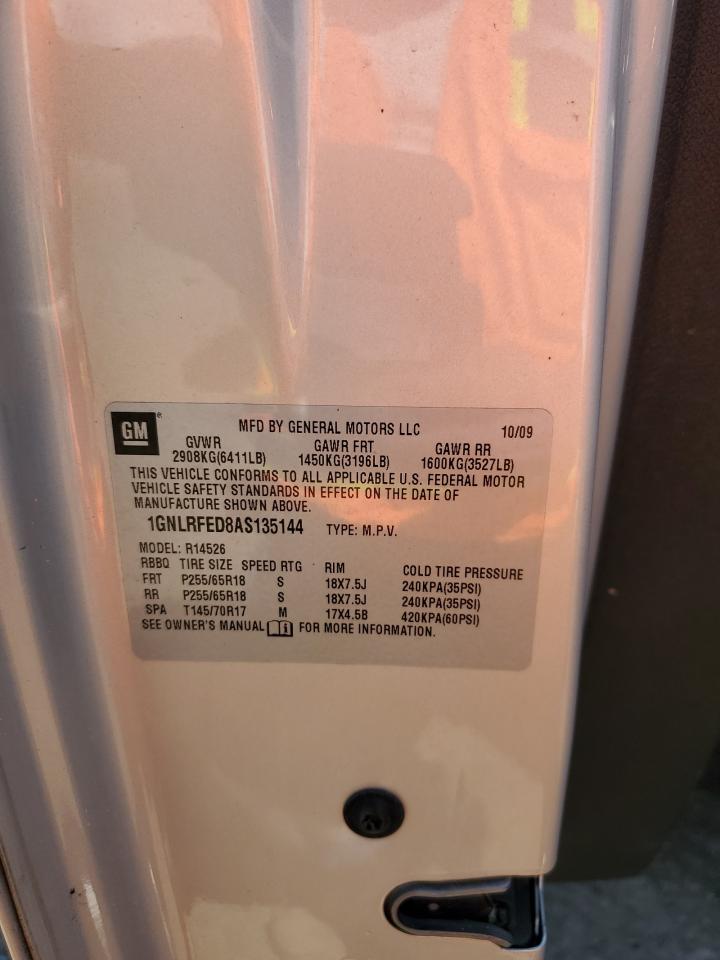 GM ® MFD BY GENERAL MOTORS LLC 10/09
GVWR GAWR FRT GAWR RR
2908KG(6411LB) 1450KG(3196LB) 1600KG(3527LB)
THIS VEHICLE CONFORMS TO ALL APPLICABLE U.S. FEDERAL MOTOR
VEHICLE SAFETY STANDARDS IN EFFECT ON THE DATE OF
MANUFACTURE SHOWN ABOVE.
1GNLRFED8AS135144 TYPE: M.P.V.
MODEL: R14526
RBBQ TIRE SIZE SPEED RTG RIM COLD TIRE PRESSURE
FRT P255/65R18 S 18X7.5J 240KPA(35PSI)
RR P255/65R18 S 18X7.5J 240KPA(35PSI)
SPA T145/70R17 M 17X4.5B 420KPA(60PSI)
SEE OWNER'S MANUAL i FOR MORE INFORMATION.